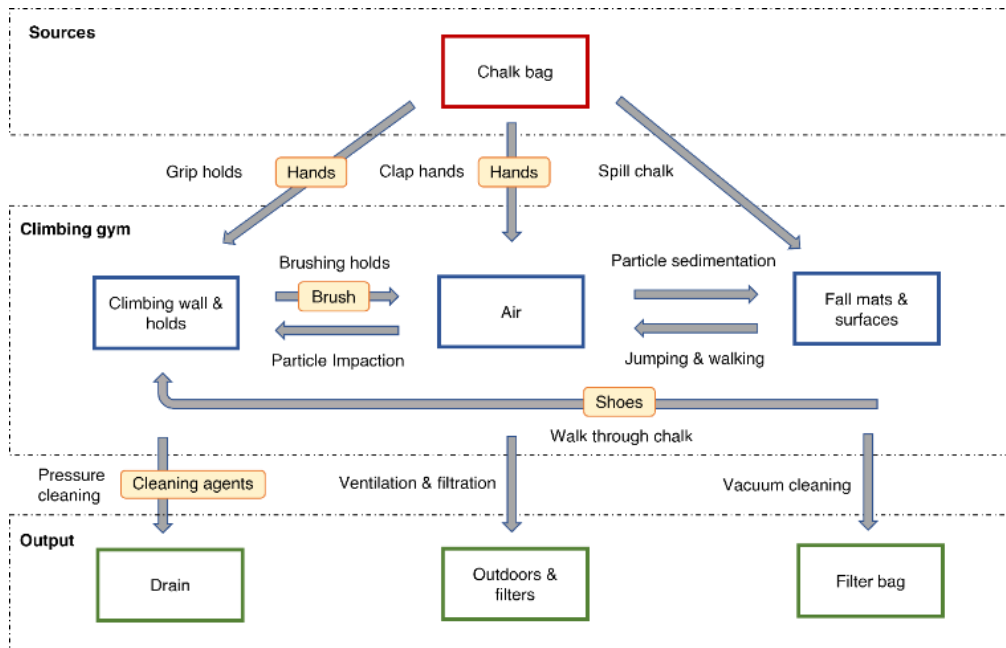 Sources
Chalk bag
Grip holds
Hands
Clap hands
Hands
Spill chalk
Climbing gym
Brushing holds
Particle sedimentation
Climbing wall &
holds
Brush
Air
Fall mats &
surfaces
Particle Impaction
Jumping & walking
Shoes
Walk through chalk
Pressure
cleaning
Cleaning agents
Ventilation & filtration
Vacuum cleaning
Output
Drain
Outdoors &
filters
Filter bag